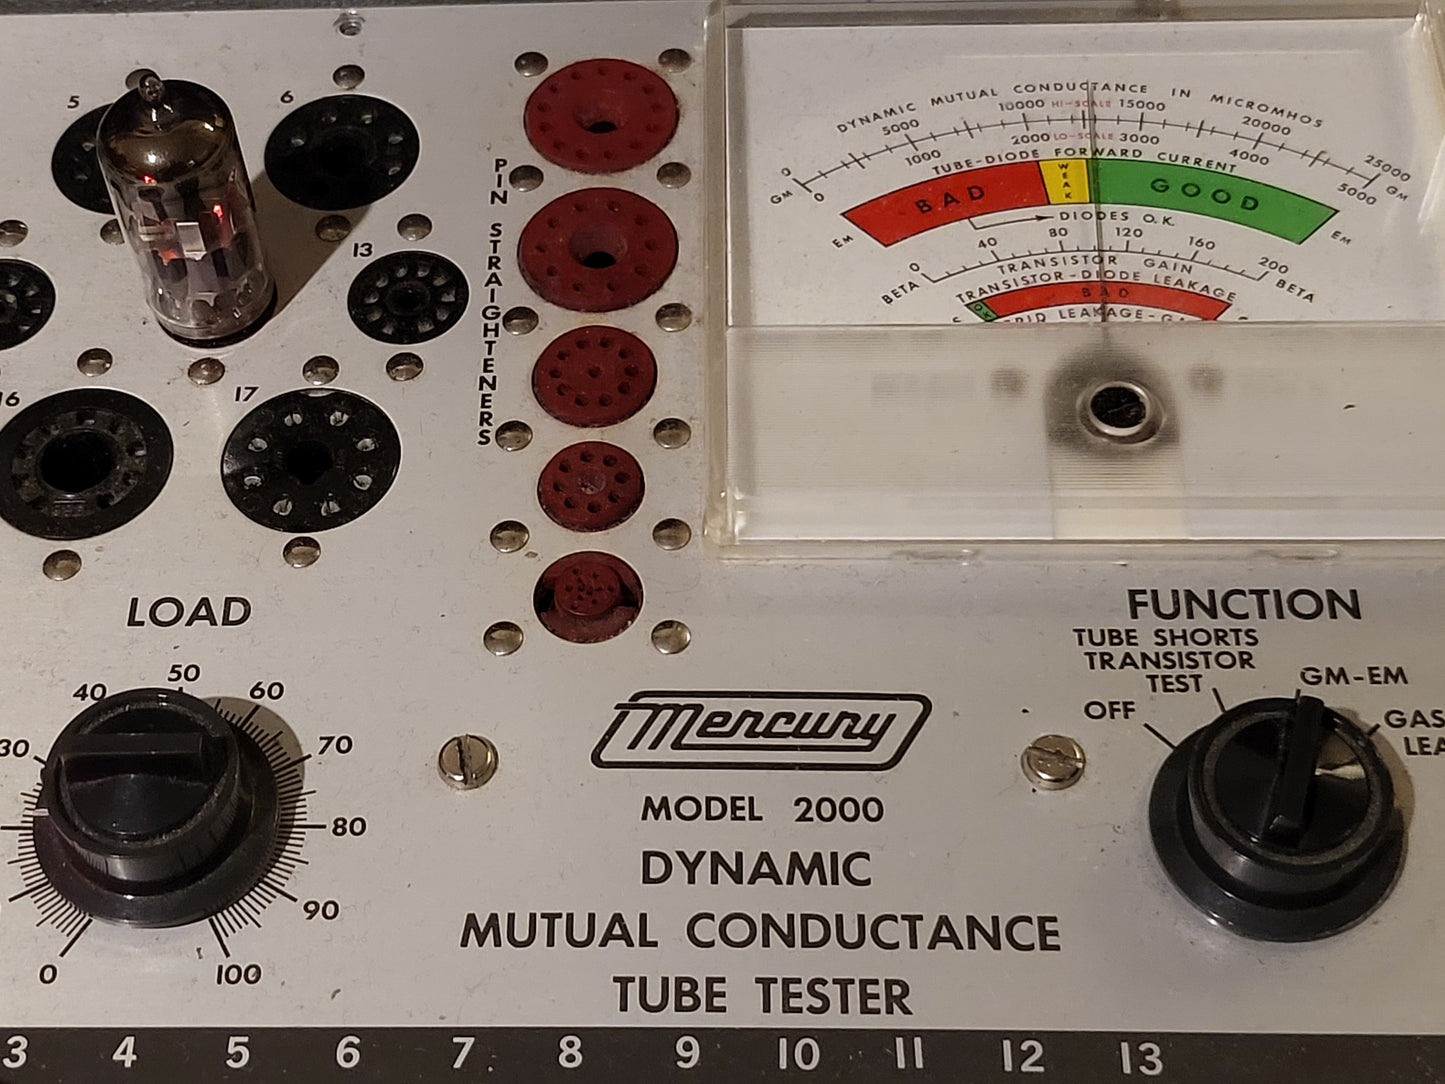 5
6
13
16
17
PIN STRAIGHTENERS
DYNAMIC MUTUAL CONDUCTANCE IN MICROMHOS
0 5000 10000 HI-SCALE 15000 20000 25000
GM 0 1000 2000 LO-SCALE 3000 4000 5000 GM
TUBE-DIODE FORWARD CURRENT
BAD WEAK GOOD
EM DIODES O.K. EM
0 40 80 120 160 200
BETA TRANSISTOR GAIN BETA
TRANSISTOR-DIODE LEAKAGE
BAD
LEAKAGE-
LOAD
0 30 40 50 60 70 80 90 100
FUNCTION
TUBE SHORTS
TRANSISTOR
TEST
OFF
GM-EM
GAS
LEA
Mercury
MODEL 2000
DYNAMIC
MUTUAL CONDUCTANCE
TUBE TESTER
3 4 5 6 7 8 9 10 11 12 13